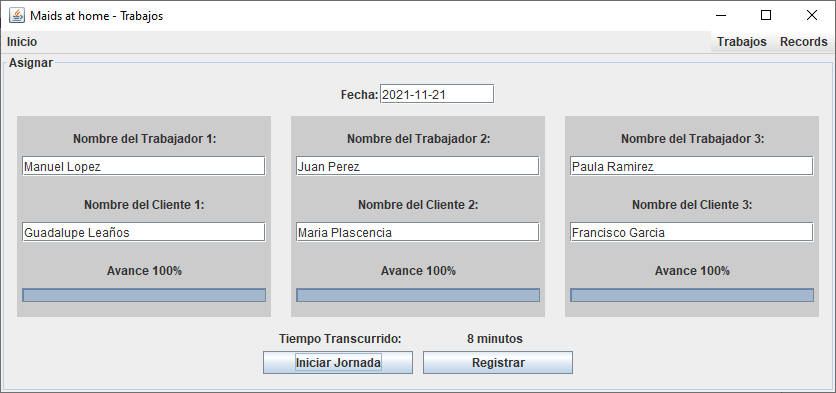 Maids at home - Trabajos
Inicio Trabajos Records
Asignar
Fecha: 2021-11-21
Nombre del Trabajador 1: Nombre del Trabajador 2: Nombre del Trabajador 3:
Manuel Lopez Juan Perez Paula Ramirez
Nombre del Cliente 1: Nombre del Cliente 2: Nombre del Cliente 3:
Guadalupe Leaños Maria Plascencia Francisco Garcia
Avance 100% Avance 100% Avance 100%
Tiempo Transcurrido: 8 minutos
Iniciar Jornada Registrar